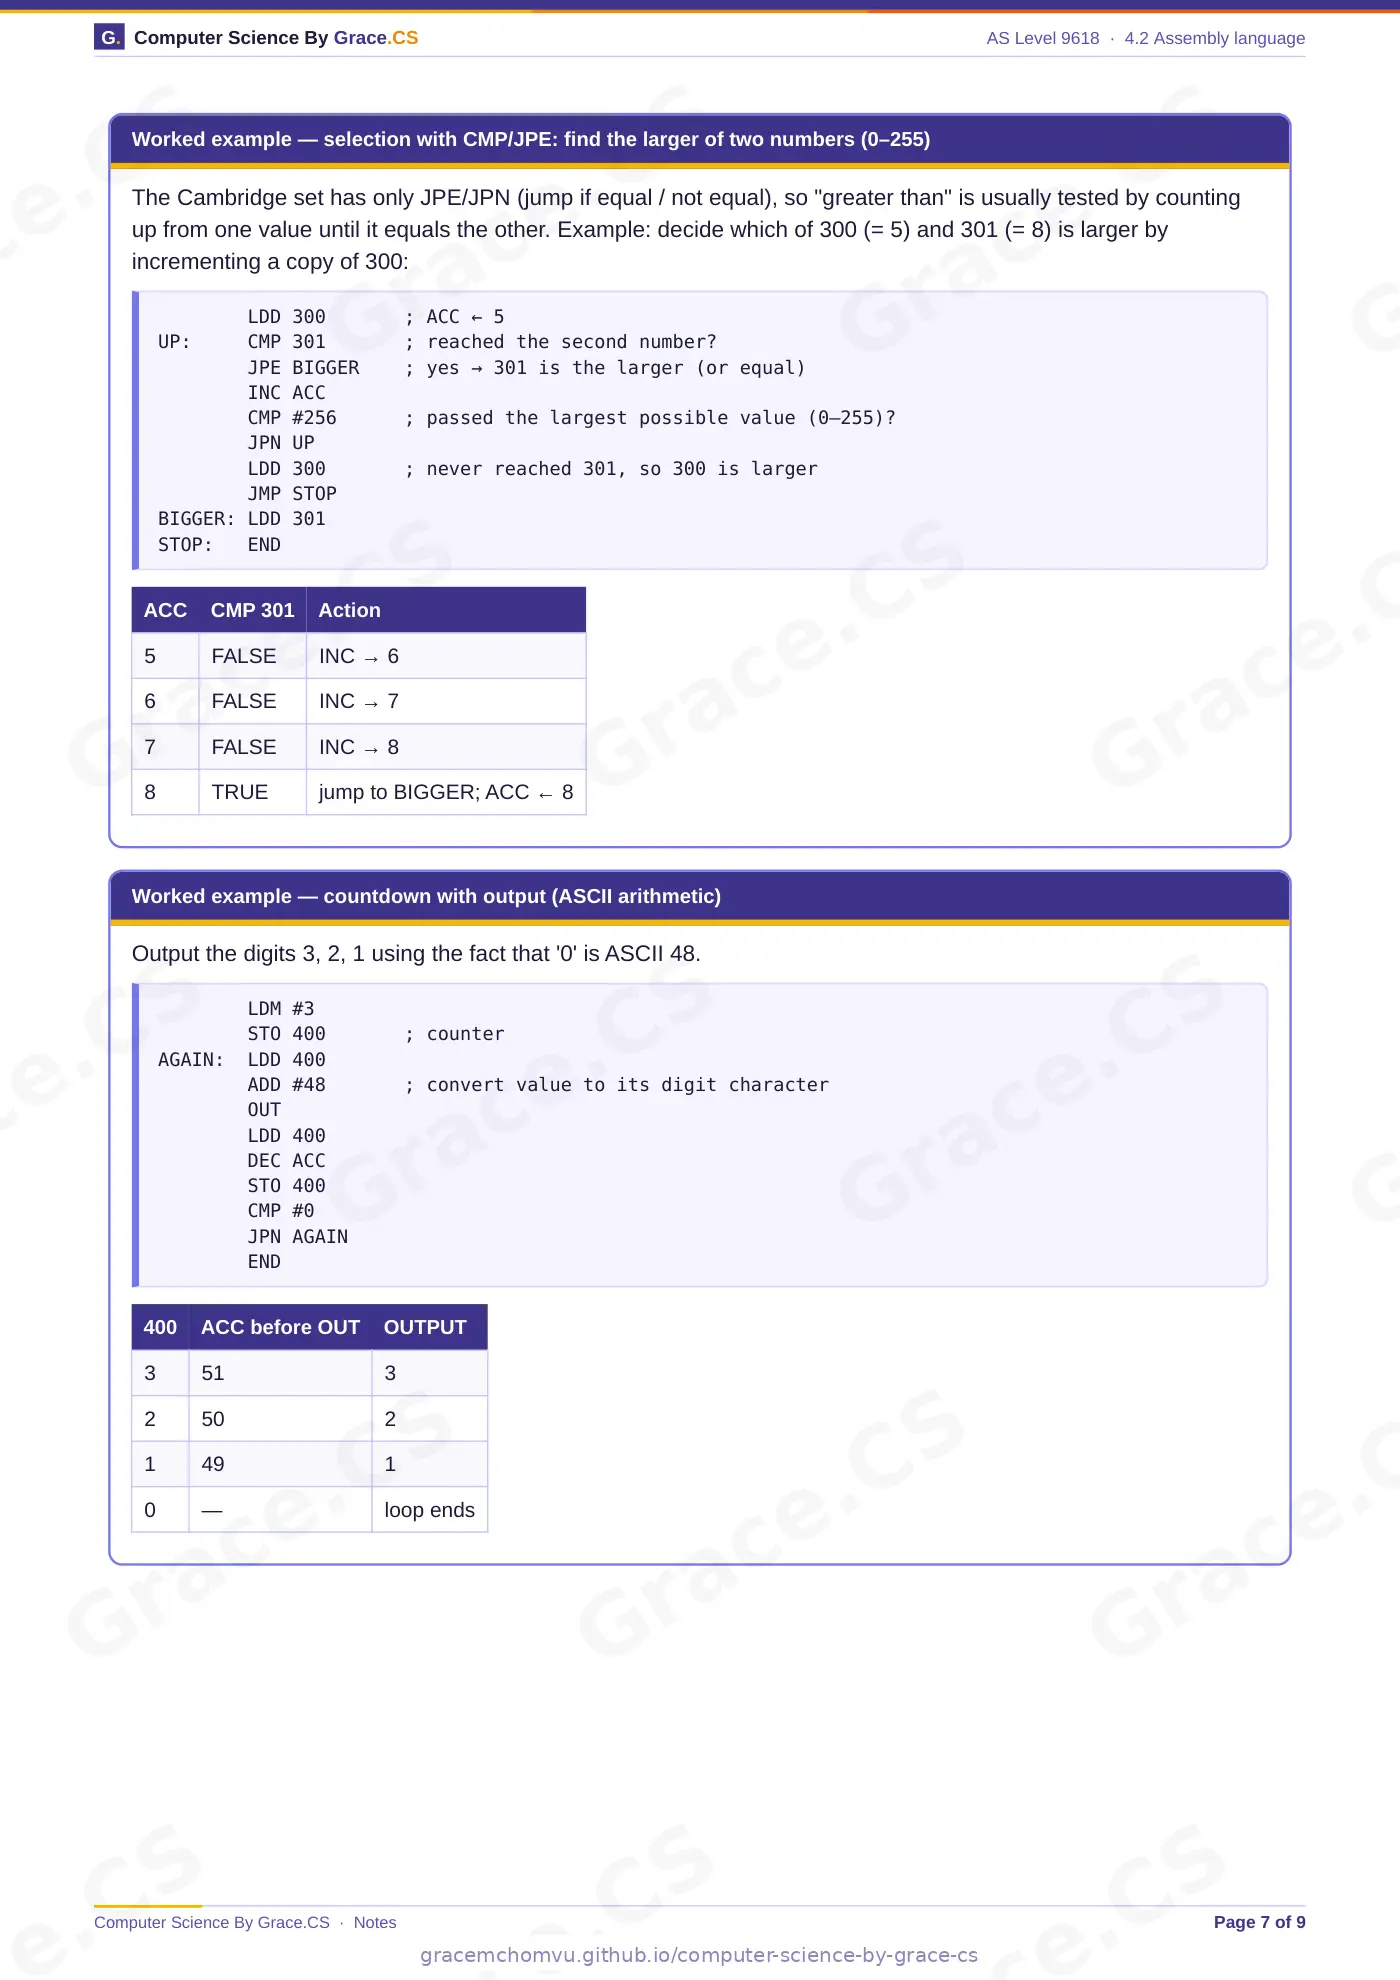 G. Computer Science By Grace.CS
AS Level 9618 · 4.2 Assembly language
Worked example — selection with CMP/JPE: find the larger of two numbers (0–255)
The Cambridge set has only JPE/JPN (jump if equal / not equal), so "greater than" is usually tested by counting
up from one value until it equals the other. Example: decide which of 300 (= 5) and 301 (= 8) is larger by
incrementing a copy of 300:
LDD 300 ; ACC ← 5
UP: CMP 301 ; reached the second number?
JPE BIGGER ; yes → 301 is the larger (or equal)
INC ACC
CMP #256 ; passed the largest possible value (0–255)?
JPN UP
LDD 300 ; never reached 301, so 300 is larger
JMP STOP
BIGGER: LDD 301
STOP: END
ACC CMP 301 Action
5 FALSE INC → 6
6 FALSE INC → 7
7 FALSE INC → 8
8 TRUE jump to BIGGER; ACC ← 8
Worked example — countdown with output (ASCII arithmetic)
Output the digits 3, 2, 1 using the fact that '0' is ASCII 48.
LDM #3
STO 400 ; counter
AGAIN: LDD 400
ADD #48 ; convert value to its digit character
OUT
LDD 400
DEC ACC
STO 400
CMP #0
JPN AGAIN
END
400 ACC before OUT OUTPUT
3 51 3
2 50 2
1 49 1
0 — loop ends
Computer Science By Grace.CS · Notes
Page 7 of 9
gracemchomvu.github.io/computer-science-by-grace-cs